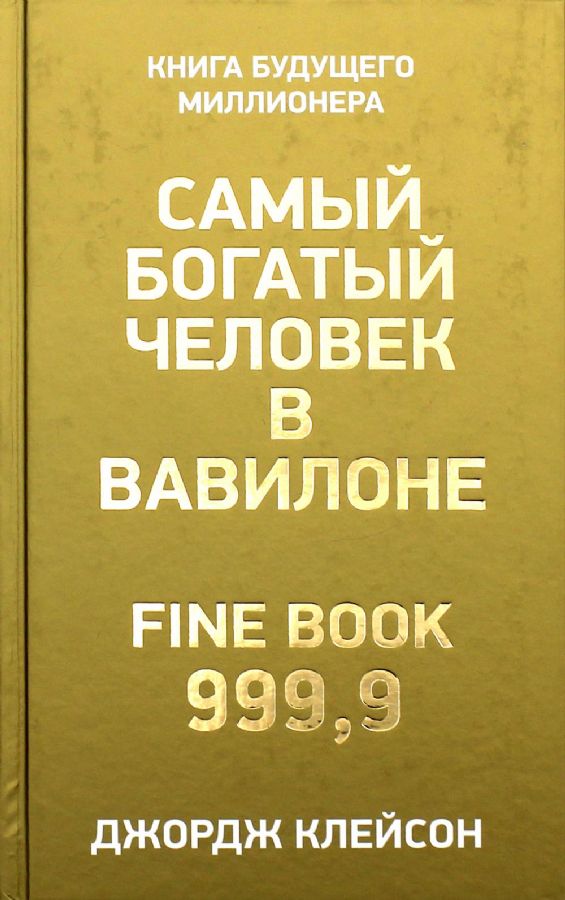 КНИГА БУДУЩЕГО
МИЛЛИОНЕРА
САМЫЙ
БОГАТЫЙ
ЧЕЛОВЕК
В
ВАВИЛОНЕ
FINE BOOK
999,9
ДЖОРДЖ КЛЕЙСОН